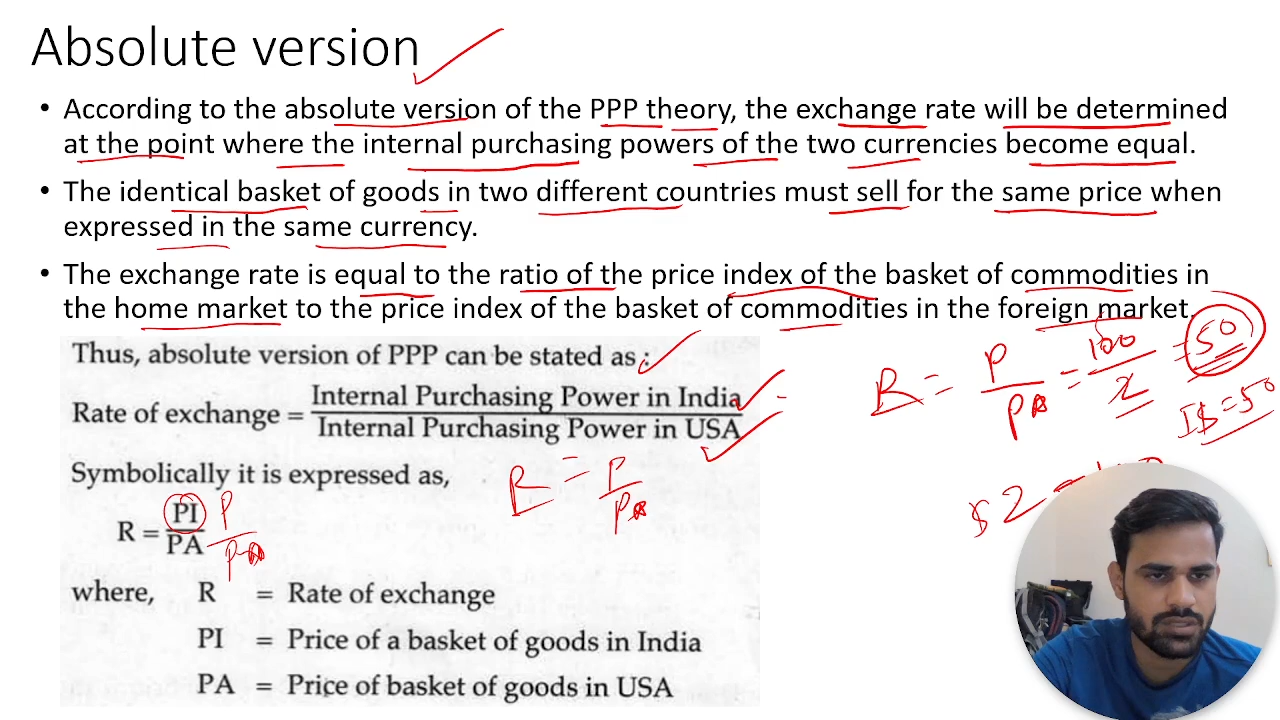 Absolute version
• According to the absolute version of the PPP theory, the exchange rate will be determined
at the point where the internal purchasing powers of the two currencies become equal.
• The identical basket of goods in two different countries must sell for the same price when
expressed in the same currency.
• The exchange rate is equal to the ratio of the price index of the basket of commodities in
the home market to the price index of the basket of commodities in the foreign market.
Thus, absolute version of PPP can be stated as :
Rate of exchange = Internal Purchasing Power in India
Internal Purchasing Power in USA
R = P = 100 = 50
P* 2
1$ = 50
Symbolically it is expressed as,
R = P
P*
$2
R = PI P
PA P*
where, R = Rate of exchange
PI = Price of a basket of goods in India
PA = Price of basket of goods in USA